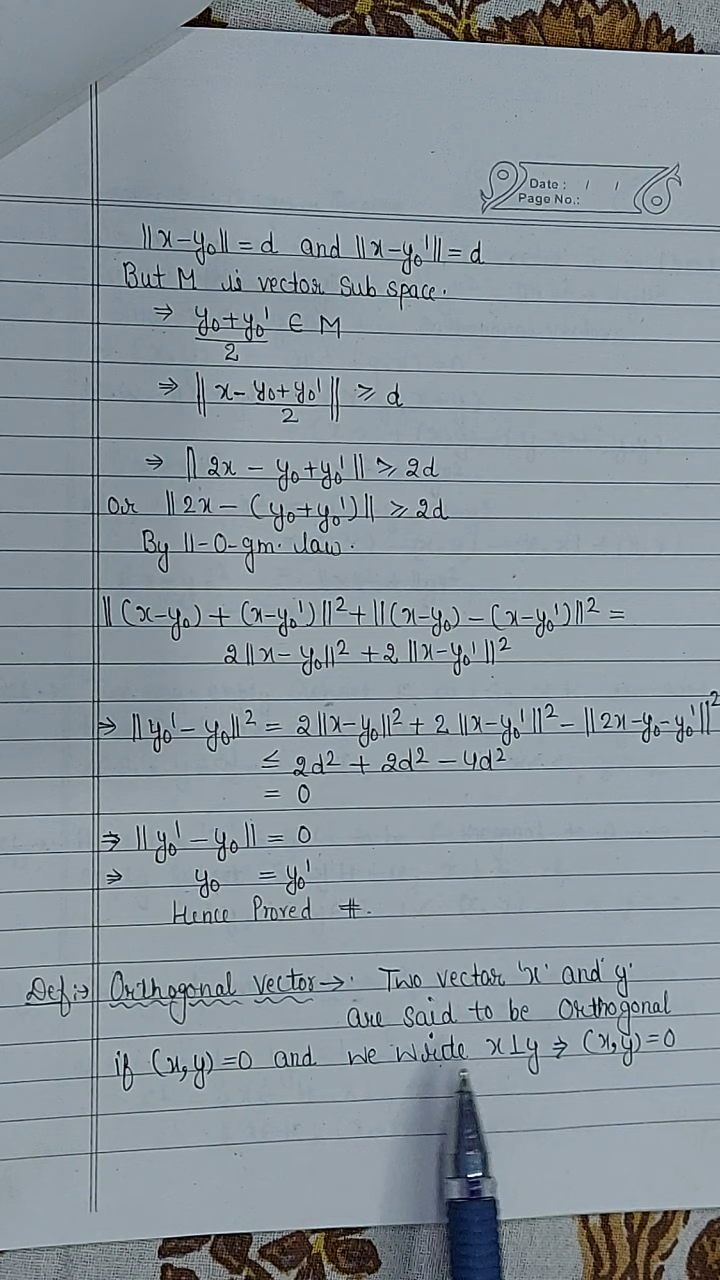 Date : / /
Page No.:
||x-y₀|| = d and ||x-y₀'|| = d
But M is vector sub space.
⇒ y₀+y₀'/2 ∈ M
⇒ || x - y₀+y₀'/2 || ≥ d
⇒ || 2x - y₀+y₀' || ≥ 2d
or || 2x - (y₀+y₀') || ≥ 2d
By ||-O-gm. law.
|| (x-y₀) + (x-y₀') ||² + || (x-y₀) - (x-y₀') ||² =
2 ||x-y₀||² + 2 ||x-y₀'||²
⇒ ||y₀'-y₀||² = 2 ||x-y₀||² + 2 ||x-y₀'||² - ||2x-y₀-y₀'||²
≤ 2d² + 2d² - 4d²
= 0
⇒ ||y₀'-y₀|| = 0
⇒ y₀ = y₀'
Hence Proved #.
Def:→ Orthogonal vector →. Two vectar 'x' and 'y'
are said to be Orthogonal
if (x,y)=0 and we write x⊥y ⇒ (x,y)=0